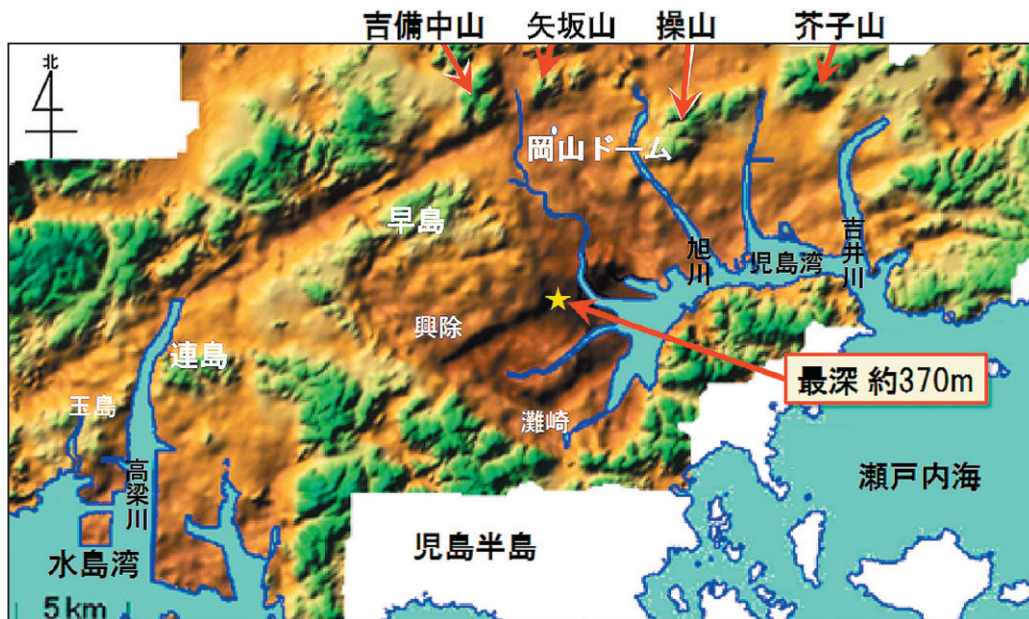 吉備中山
矢坂山
操山
芥子山
北
岡山ドーム
早島
旭川
児島湾
吉井川
興除
連島
最深 約370m
玉島
灘崎
高梁川
瀬戸内海
児島半島
水島湾
5km